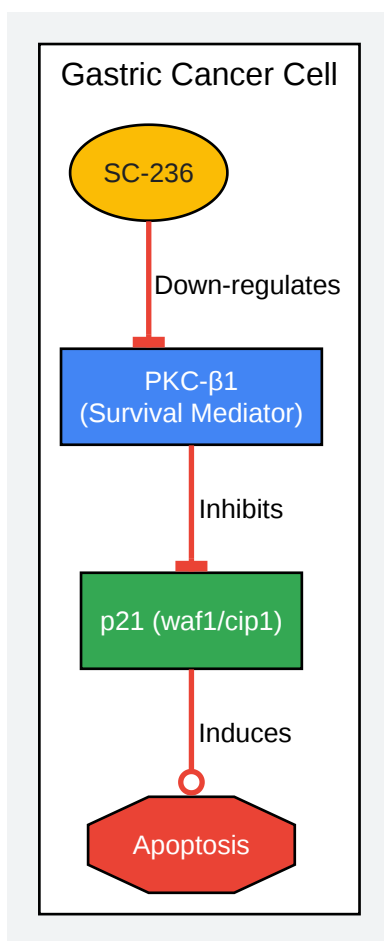 Gastric Cancer Cell
SC-236
Down-regulates
PKC-β1
(Survival Mediator)
Inhibits
p21 (waf1/cip1)
Induces
Apoptosis